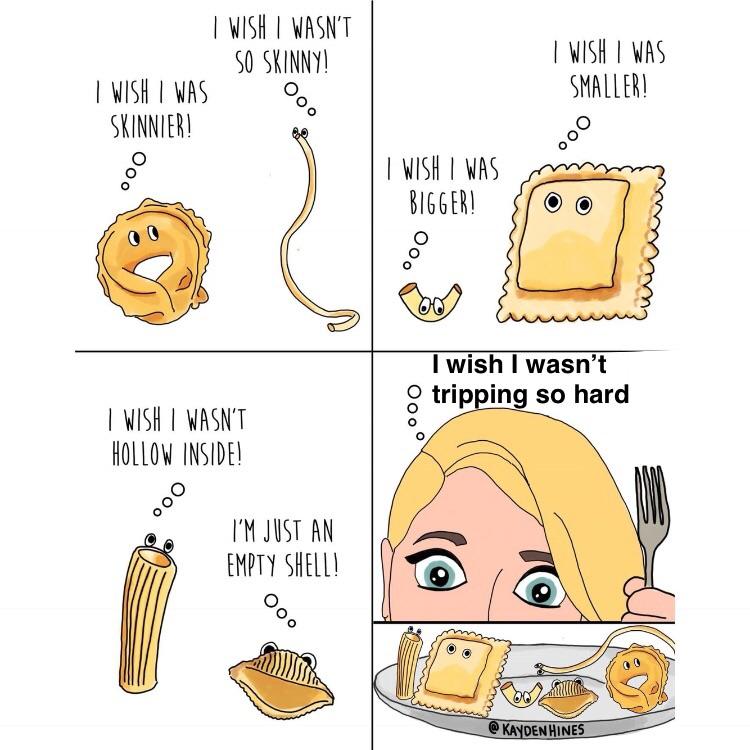 I WISH I WASN'T
SO SKINNY!
I WISH I WAS
SKINNIER!
I WISH I WAS
SMALLER!
I WISH I WAS
BIGGER!
I WISH I WASN'T
HOLLOW INSIDE!
I'M JUST AN
EMPTY SHELL!
I wish I wasn't
tripping so hard
@KAYDENHINES